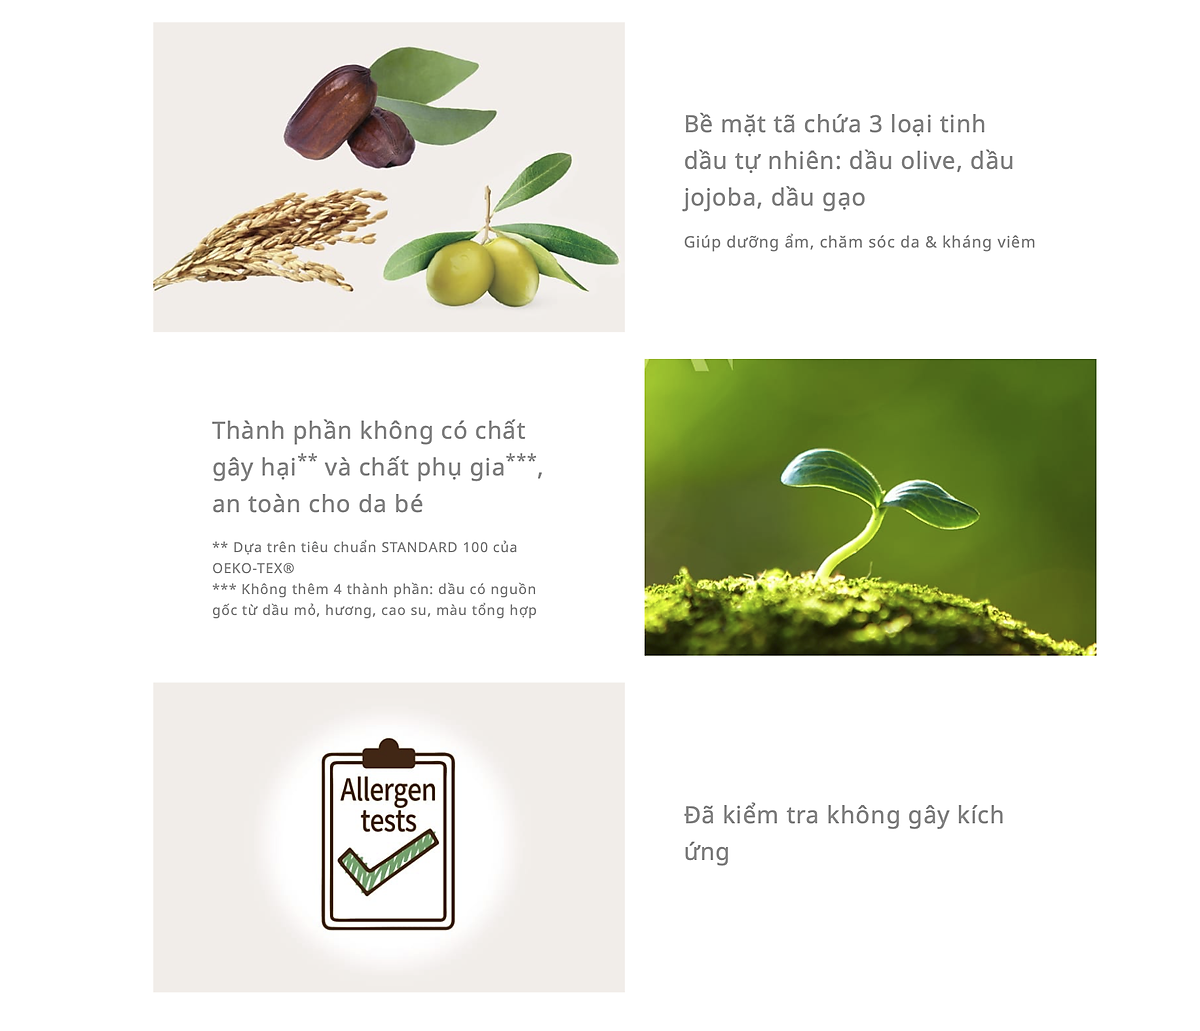 Bề mặt tã chứa 3 loại tinh
dầu tự nhiên: dầu olive, dầu
jojoba, dầu gạo
Giúp dưỡng ẩm, chăm sóc da & kháng viêm
Thành phần không có chất
gây hại** và chất phụ gia***,
an toàn cho da bé
** Dựa trên tiêu chuẩn STANDARD 100 của
OEKO-TEX®
*** Không thêm 4 thành phần: dầu có nguồn
gốc từ dầu mỏ, hương, cao su, màu tổng hợp
Allergen
tests
Đã kiểm tra không gây kích
ứng